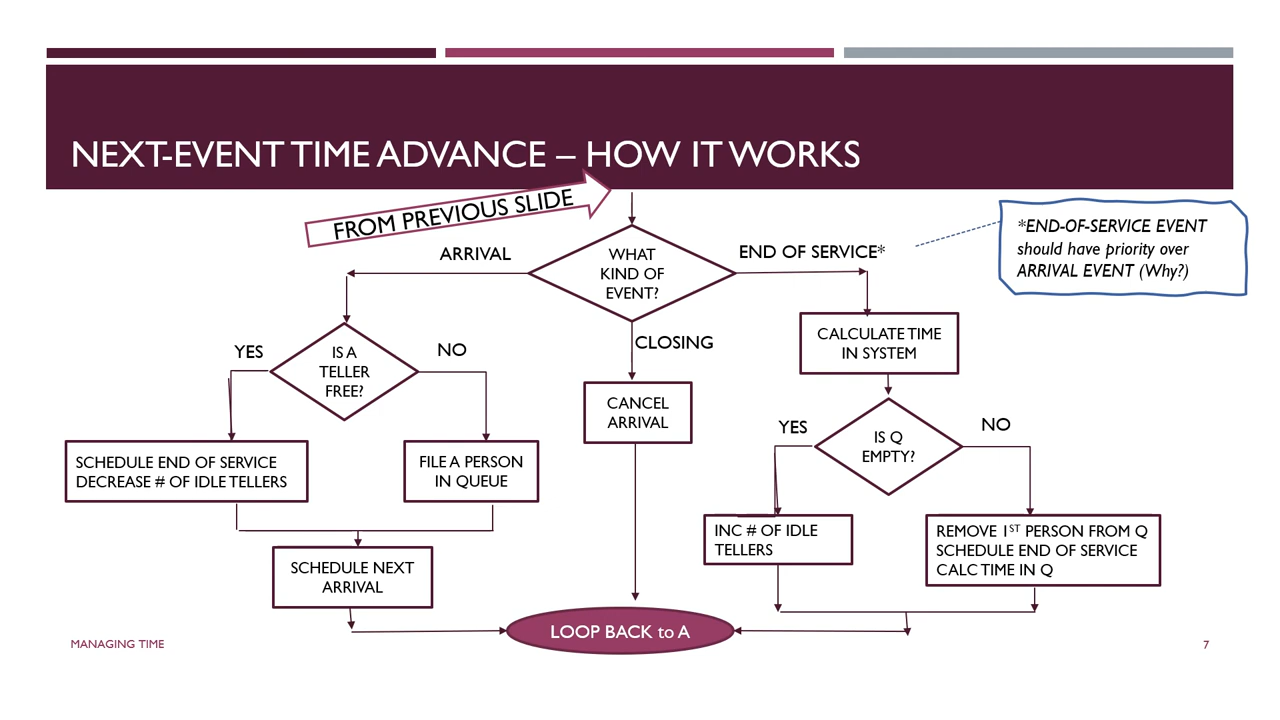 NEXT-EVENT TIME ADVANCE – HOW IT WORKS
FROM PREVIOUS SLIDE
WHAT
KIND OF
EVENT?
ARRIVAL
END OF SERVICE*
*END-OF-SERVICE EVENT
should have priority over
ARRIVAL EVENT (Why?)
CLOSING
IS A
TELLER
FREE?
YES
NO
SCHEDULE END OF SERVICE
DECREASE # OF IDLE TELLERS
FILE A PERSON
IN QUEUE
SCHEDULE NEXT
ARRIVAL
CANCEL
ARRIVAL
CALCULATE TIME
IN SYSTEM
IS Q
EMPTY?
YES
NO
INC # OF IDLE
TELLERS
REMOVE 1ST PERSON FROM Q
SCHEDULE END OF SERVICE
CALC TIME IN Q
LOOP BACK to A
MANAGING TIME
7